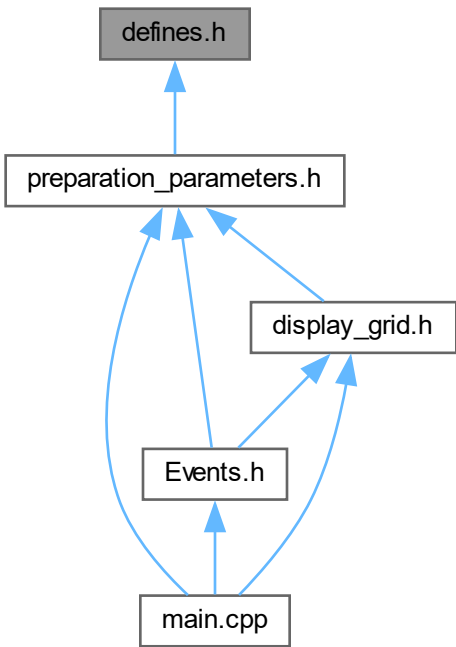 defines.h
preparation_parameters.h
display_grid.h
Events.h
main.cpp